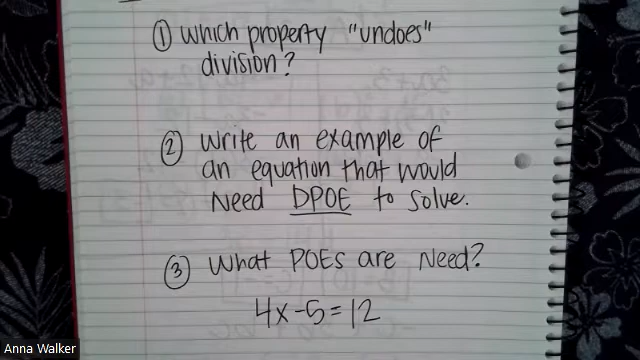 ① Which property "undoes"
division?
② Write an example of
an equation that would
need DPOE to solve.
③ What POEs are need?
4x-5=12
Anna Walker